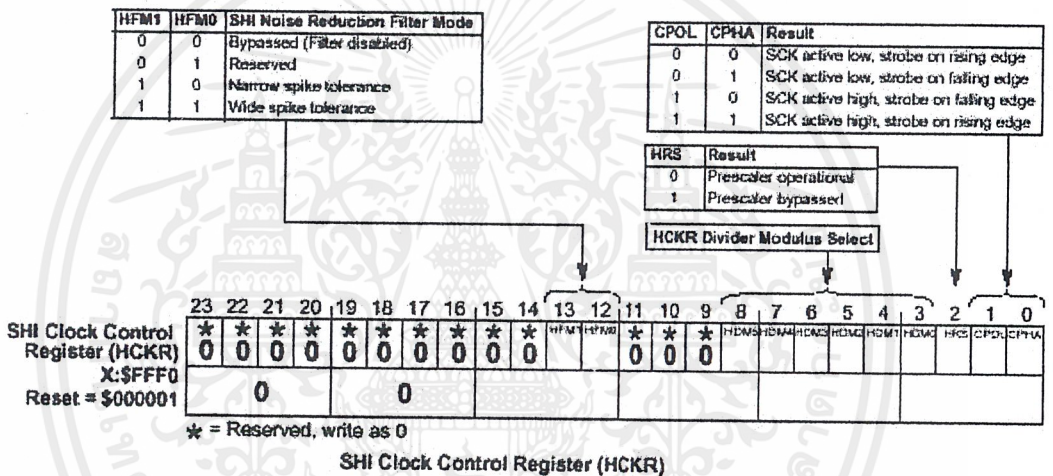 HFM1 HFM0 SHI Noise Reduction Filter Mode
0 0 Bypassed (Filter disabled)
0 1 Reserved
1 0 Narrow spike tolerance
1 1 Wide spike tolerance
CPOL CPHA Result
0 0 SCK active low, strobe on rising edge
0 1 SCK active low, strobe on falling edge
1 0 SCK active high, strobe on falling edge
1 1 SCK active high, strobe on rising edge
HRS Result
0 Prescaler operational
1 Prescaler bypassed
HCKR Divider Modulus Select
23 22 21 20 19 18 17 16 15 14 13 12 11 10 9 8 7 6 5 4 3 2 1 0
SHI Clock Control
Register (HCKR)
X:$FFF0
Reset = $000001
* * * * * * * * * * HFM1 HFM0 * * * HDM5 HDM4 HDM3 HDM2 HDM1 HDM0 HRS CPOL CPHA
0 0 0 0 0 0 0 0 0 0 0 0 0
0 0
* = Reserved, write as 0
SHI Clock Control Register (HCKR)